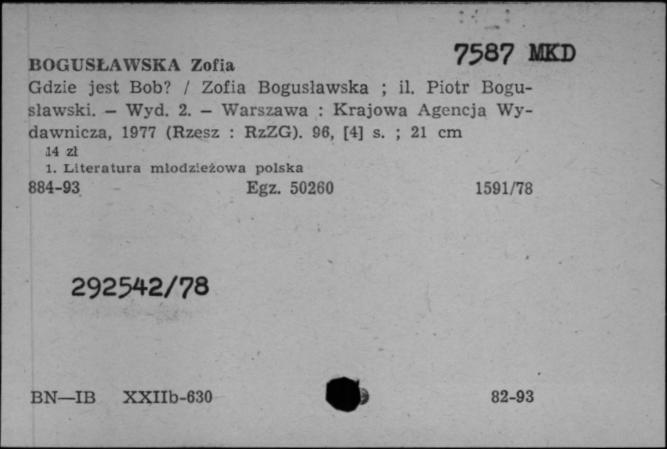 7587 MKD
BOGUSŁAWSKA Zofia
Gdzie jest Bob? / Zofia Bogusławska ; il. Piotr Bogu-
sławski. — Wyd. 2. — Warszawa : Krajowa Agencja Wy-
dawnicza, 1977 (Rzesz : RzZG). 96, [4] s. ; 21 cm
14 zł
1. Literatura młodzieżowa polska
884-93 Egz. 50260 1591/78
292542/78
BN—IB XXIIb-630 82-93